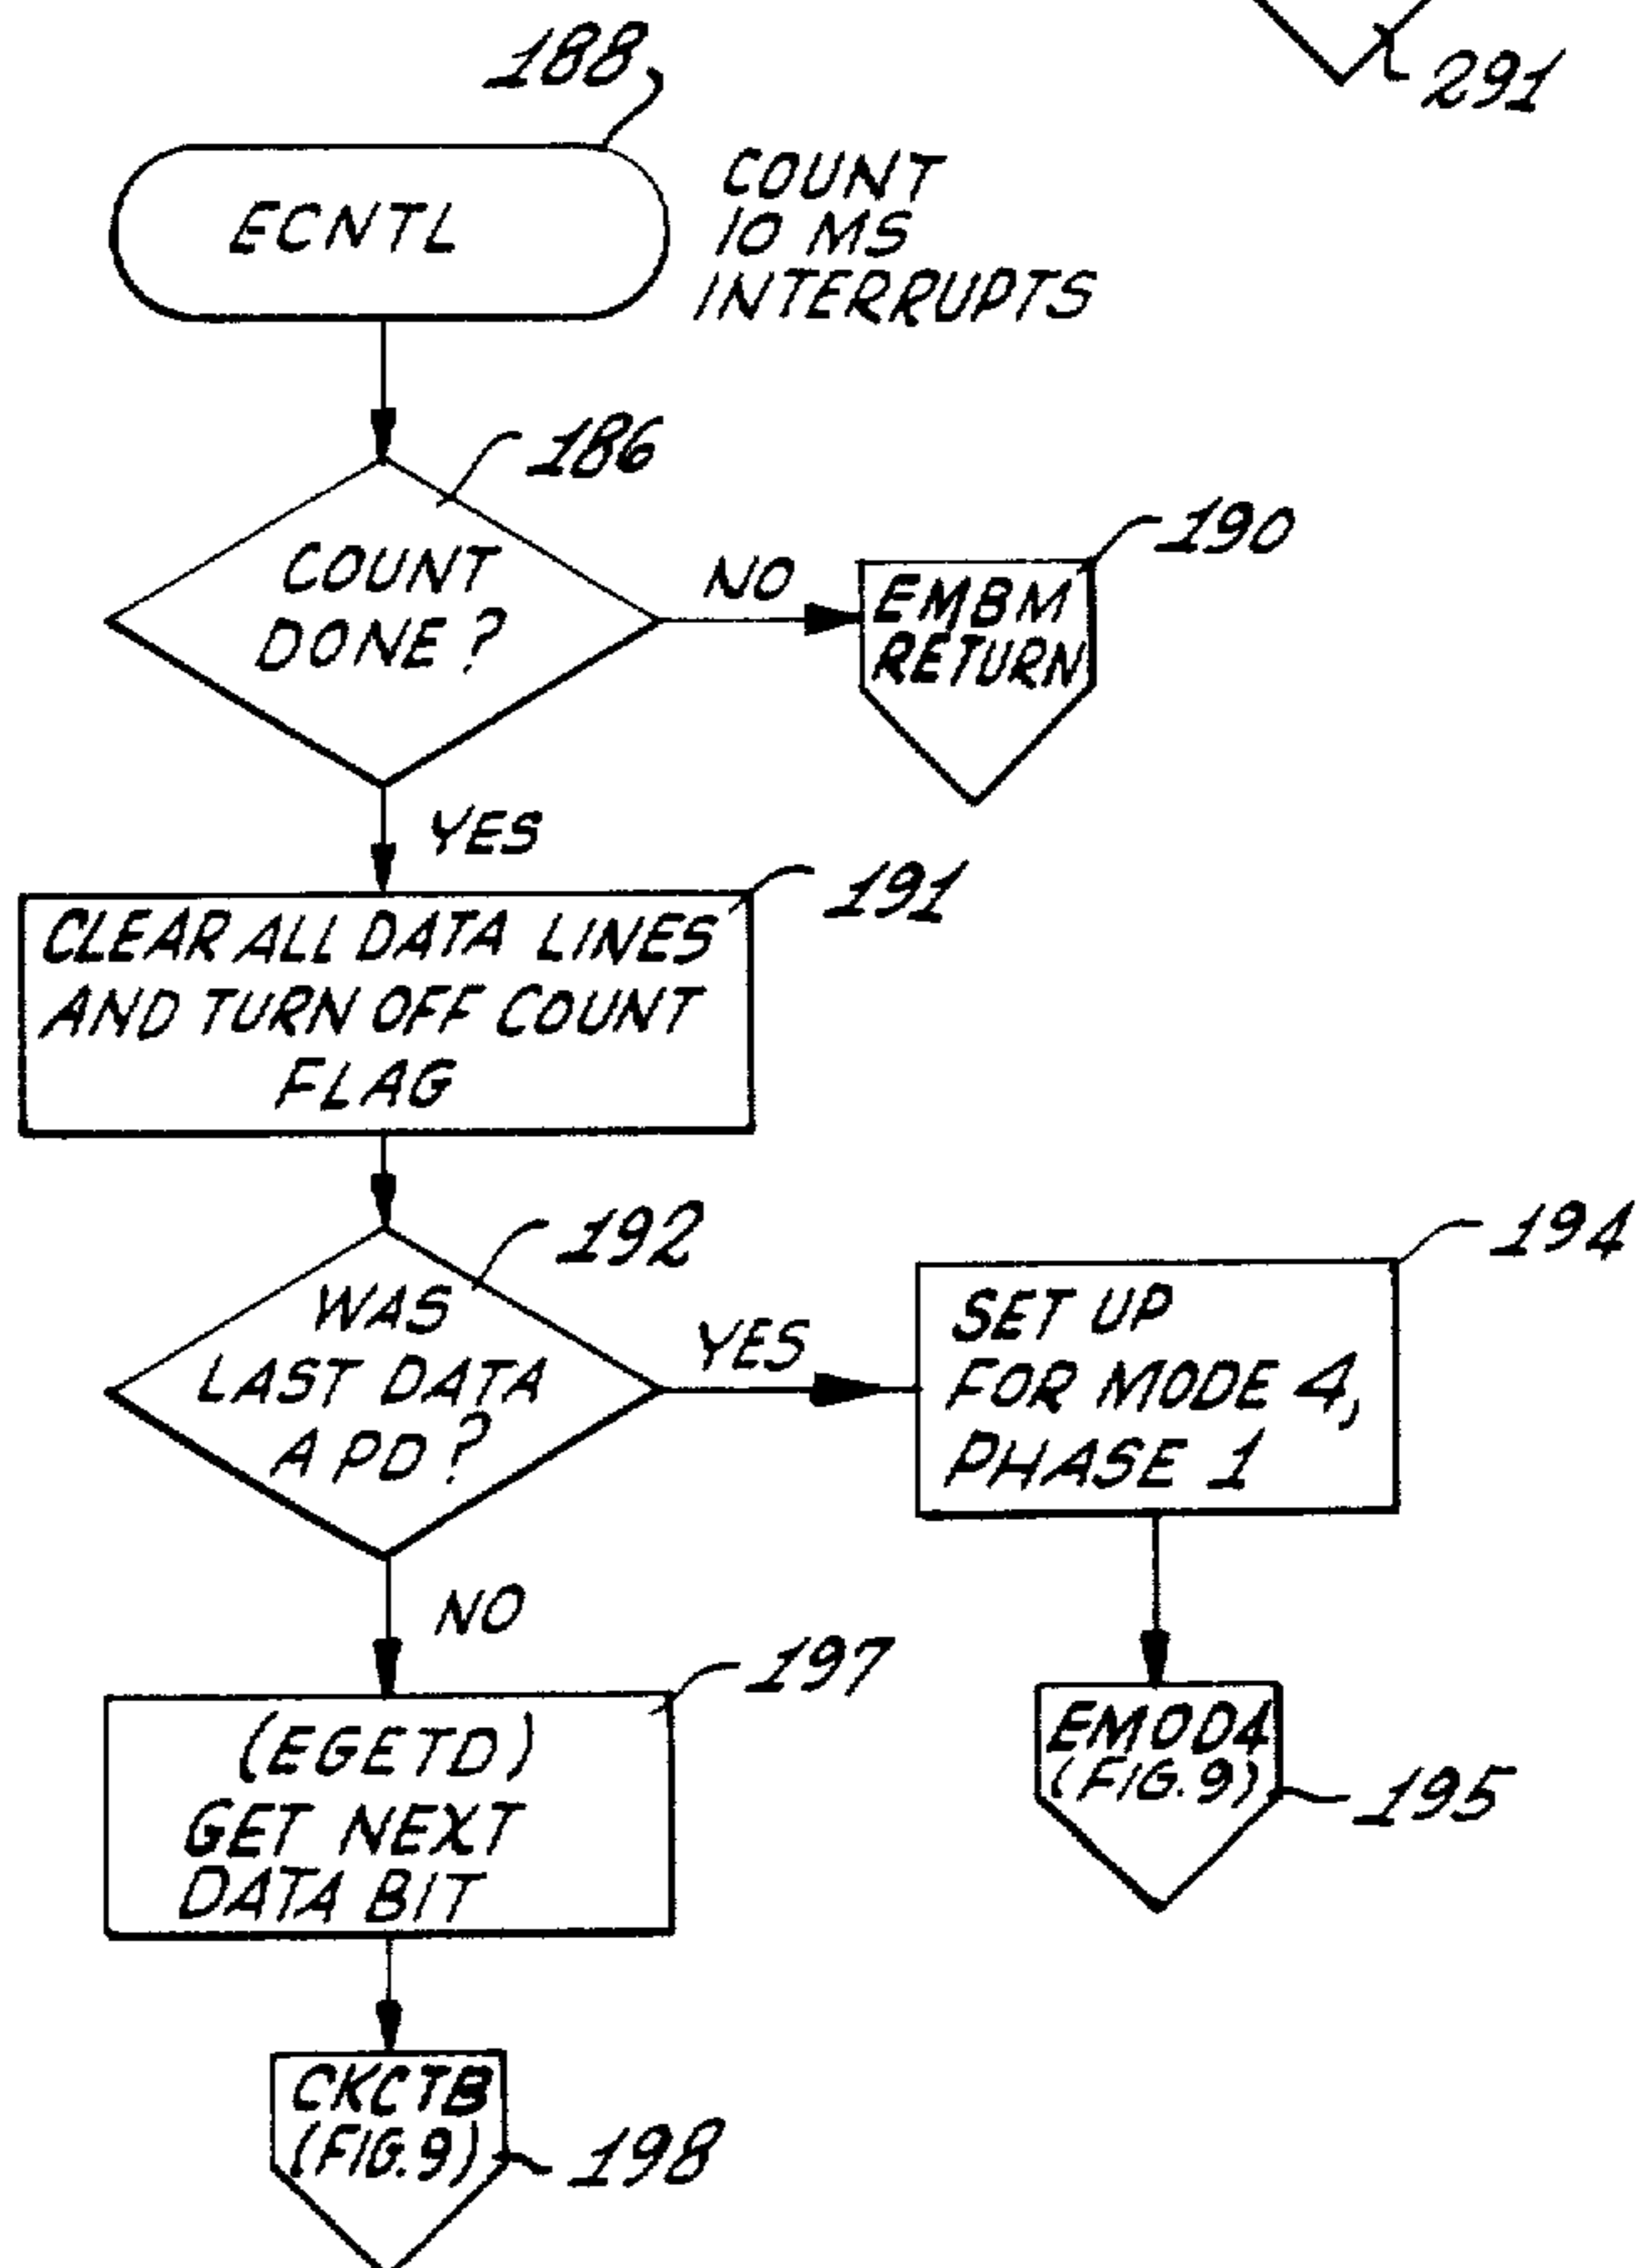 291
188
ECNTL
COUNT
10 MS
INTERRUPTS
186
COUNT
DONE?
NO
190
EMBM
RETURN
YES
191
CLEAR ALL DATA LINES
AND TURN OFF COUNT
FLAG
192
WAS
LAST DATA
A PD?
YES
194
SET UP
FOR MODE 4,
PHASE 1
NO
197
(EGETD)
GET NEXT
DATA BIT
EMOD4
(FIG. 9)
195
CKCTB
(FIG. 9)
198